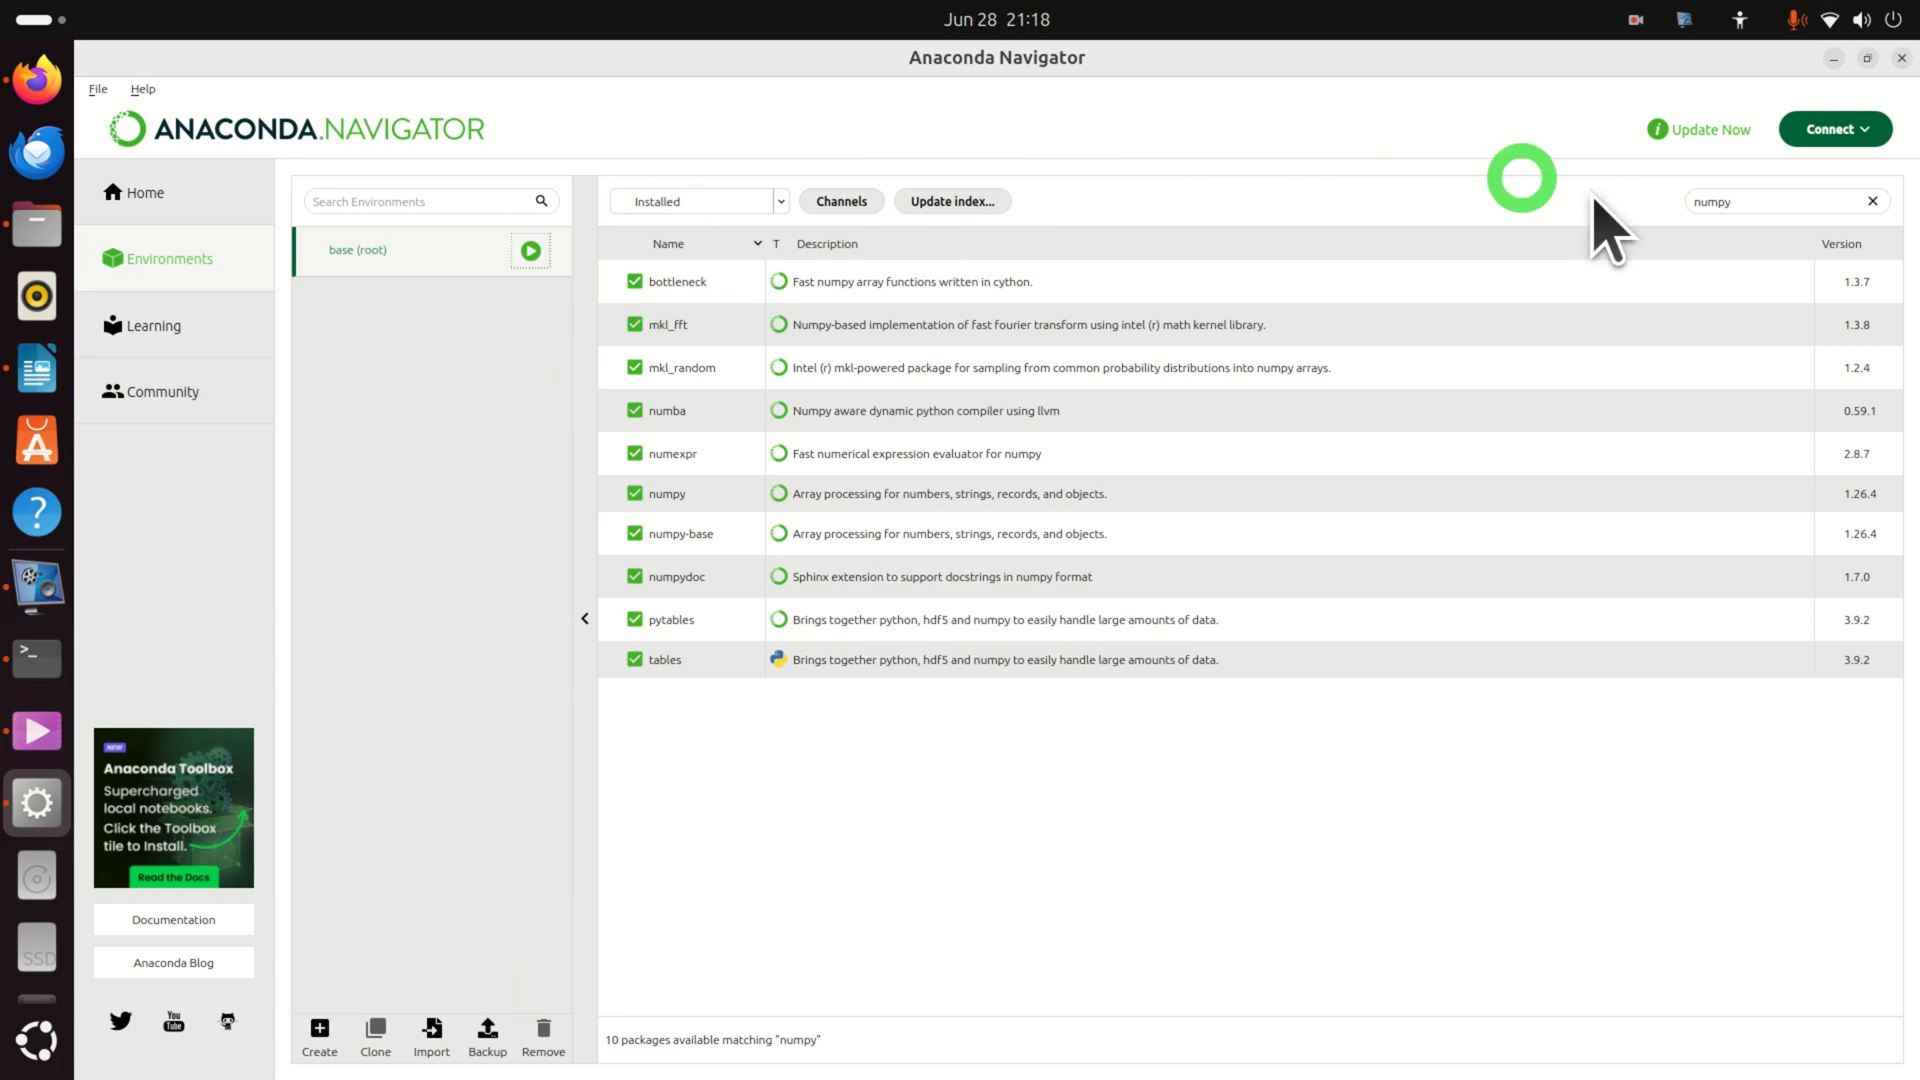 Jun 28 21:18
Anaconda Navigator
File Help
ANACONDA.NAVIGATOR
i Update Now
Connect
Home
Environments
Learning
Community
Search Environments
base (root)
Installed
Channels
Update index...
numpy
Name T Description Version
bottleneck Fast numpy array functions written in cython. 1.3.7
mkl_fft Numpy-based implementation of fast fourier transform using intel (r) math kernel library. 1.3.8
mkl_random Intel (r) mkl-powered package for sampling from common probability distributions into numpy arrays. 1.2.4
numba Numpy aware dynamic python compiler using llvm 0.59.1
numexpr Fast numerical expression evaluator for numpy 2.8.7
numpy Array processing for numbers, strings, records, and objects. 1.26.4
numpy-base Array processing for numbers, strings, records, and objects. 1.26.4
numpydoc Sphinx extension to support docstrings in numpy format 1.7.0
pytables Brings together python, hdf5 and numpy to easily handle large amounts of data. 3.9.2
tables Brings together python, hdf5 and numpy to easily handle large amounts of data. 3.9.2
NEW
Anaconda Toolbox
Supercharged
local notebooks.
Click the Toolbox
tile to Install.
Read the Docs
Documentation
Anaconda Blog
You
Tube
SSD
Create
Clone
Import
Backup
Remove
10 packages available matching "numpy"